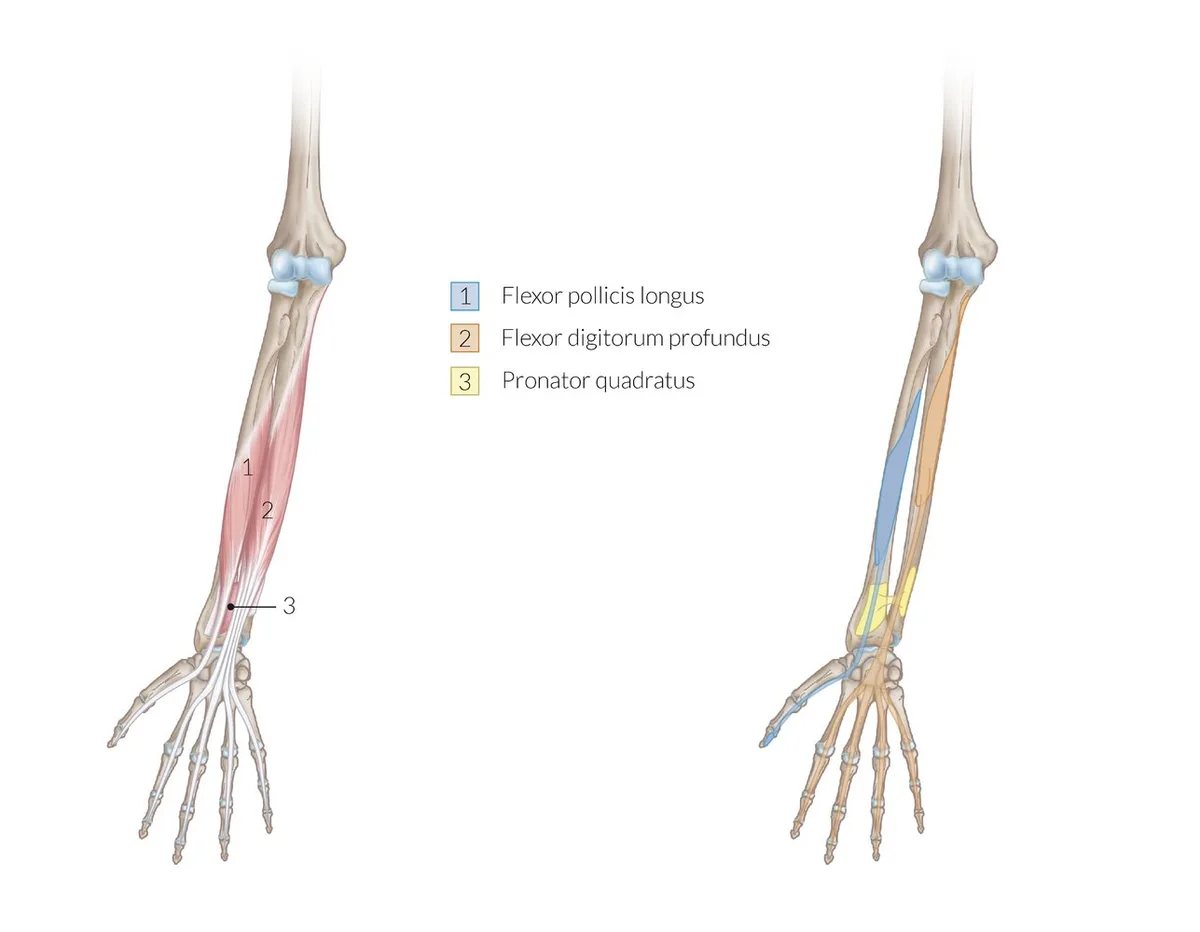 1 Flexor pollicis longus
2 Flexor digitorum profundus
3 Pronator quadratus
1
2
3